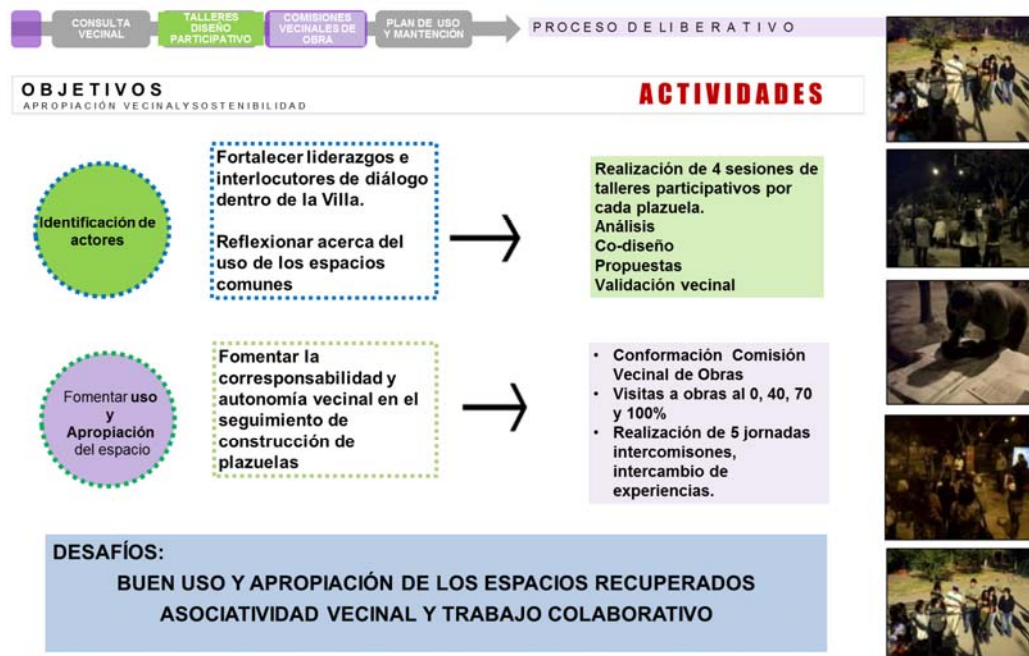 CONSULTA
VECINAL
TALLERES
DISEÑO
PARTICIPATIVO
COMISIONES
VECINALES DE
OBRA
PLAN DE USO
Y MANTENCIÓN
PROCESO DELIBERATIVO
OBJETIVOS
APROPIACIÓN VECINAL Y SOSTENIBILIDAD
ACTIVIDADES
Identificación de
actores
Fortalecer liderazgos e
interlocutores de diálogo
dentro de la Villa.
Reflexionar acerca del
uso de los espacios
comunes
Realización de 4 sesiones de
talleres participativos por
cada plazuela.
Análisis
Co-diseño
Propuestas
Validación vecinal
Fomentar uso
y
Apropiación
del espacio
Fomentar la
corresponsabilidad y
autonomía vecinal en el
seguimiento de
construcción de
plazuelas
• Conformación Comisión
Vecinal de Obras
• Visitas a obras al 0, 40, 70
y 100%
• Realización de 5 jornadas
intercomisones,
intercambio de
experiencias.
DESAFÍOS:
BUEN USO Y APROPIACIÓN DE LOS ESPACIOS RECUPERADOS
ASOCIATIVIDAD VECINAL Y TRABAJO COLABORATIVO